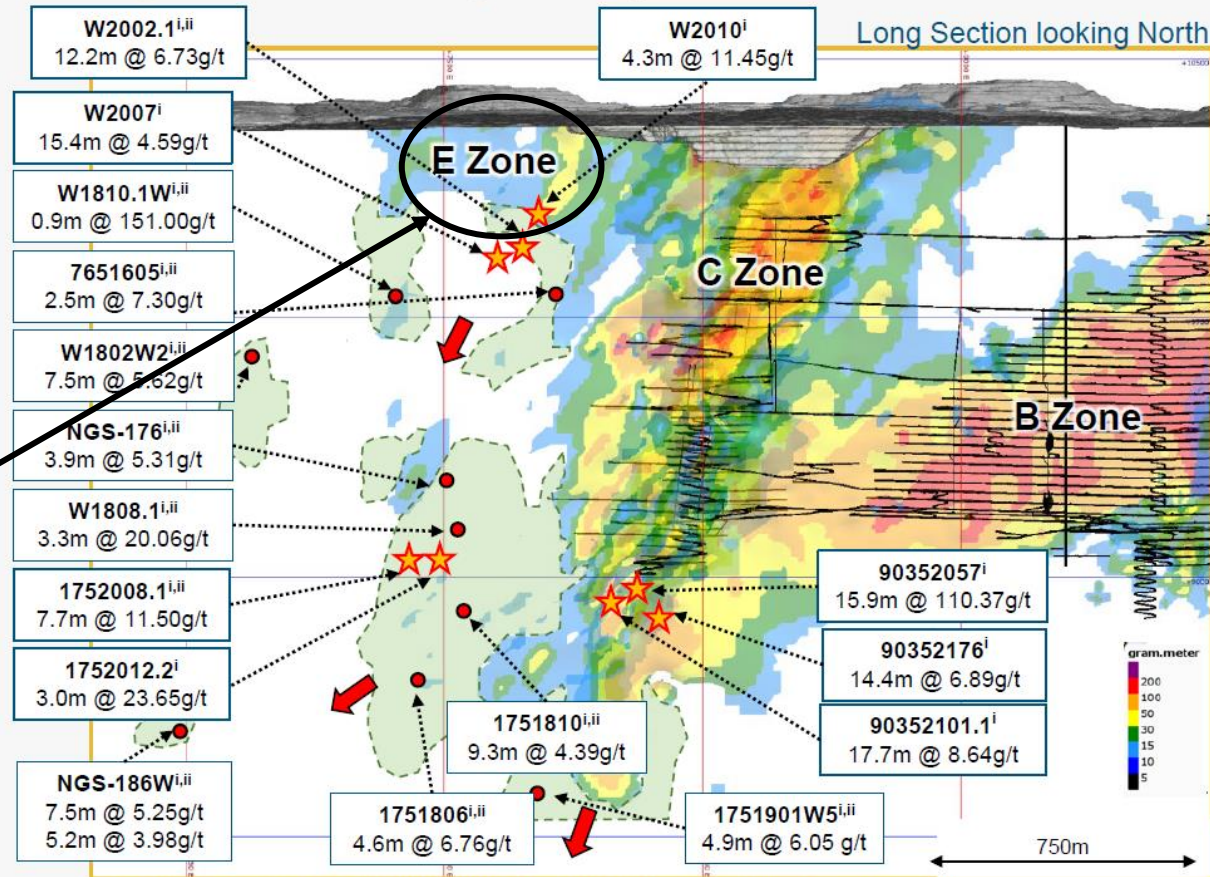 Long Section looking North
W2002.1i,ii
12.2m @ 6.73g/t
W2010i
4.3m @ 11.45g/t
W2007i
15.4m @ 4.59g/t
W1810.1Wi,ii
0.9m @ 151.00g/t
7651605i,ii
2.5m @ 7.30g/t
W1802W2i,ii
7.5m @ 5.62g/t
NGS-176i,ii
3.9m @ 5.31g/t
W1808.1i,ii
3.3m @ 20.06g/t
1752008.1i,ii
7.7m @ 11.50g/t
1752012.2i
3.0m @ 23.65g/t
NGS-186Wi,ii
7.5m @ 5.25g/t
5.2m @ 3.98g/t
E Zone
C Zone
B Zone
1751810i,ii
9.3m @ 4.39g/t
1751806i,ii
4.6m @ 6.76g/t
1751901W5i,ii
4.9m @ 6.05 g/t
90352057i
15.9m @ 110.37g/t
90352176i
14.4m @ 6.89g/t
90352101.1i
17.7m @ 8.64g/t
gram.meter
200
100
50
30
15
10
5
750m